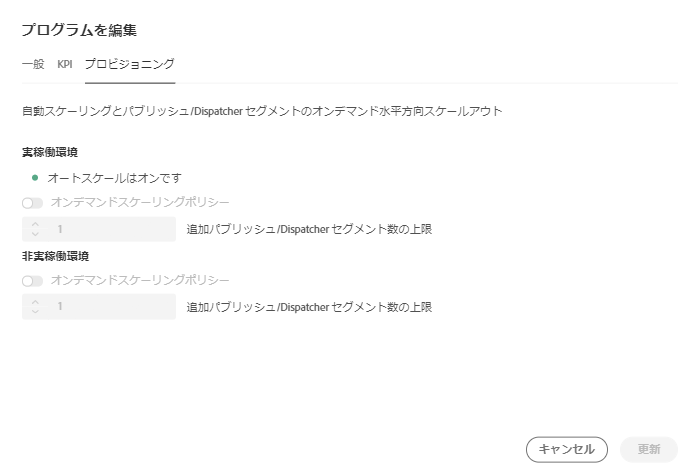 プログラムを編集
一般 KPI プロビジョニング
自動スケーリングとパブリッシュ/Dispatcher セグメントのオンデマンド水平方向スケールアウト
実稼働環境
オートスケールはオンです
オンデマンドスケーリングポリシー
1 追加パブリッシュ/Dispatcher セグメント数の上限
非実稼働環境
オンデマンドスケーリングポリシー
1 追加パブリッシュ/Dispatcher セグメント数の上限
キャンセル 更新